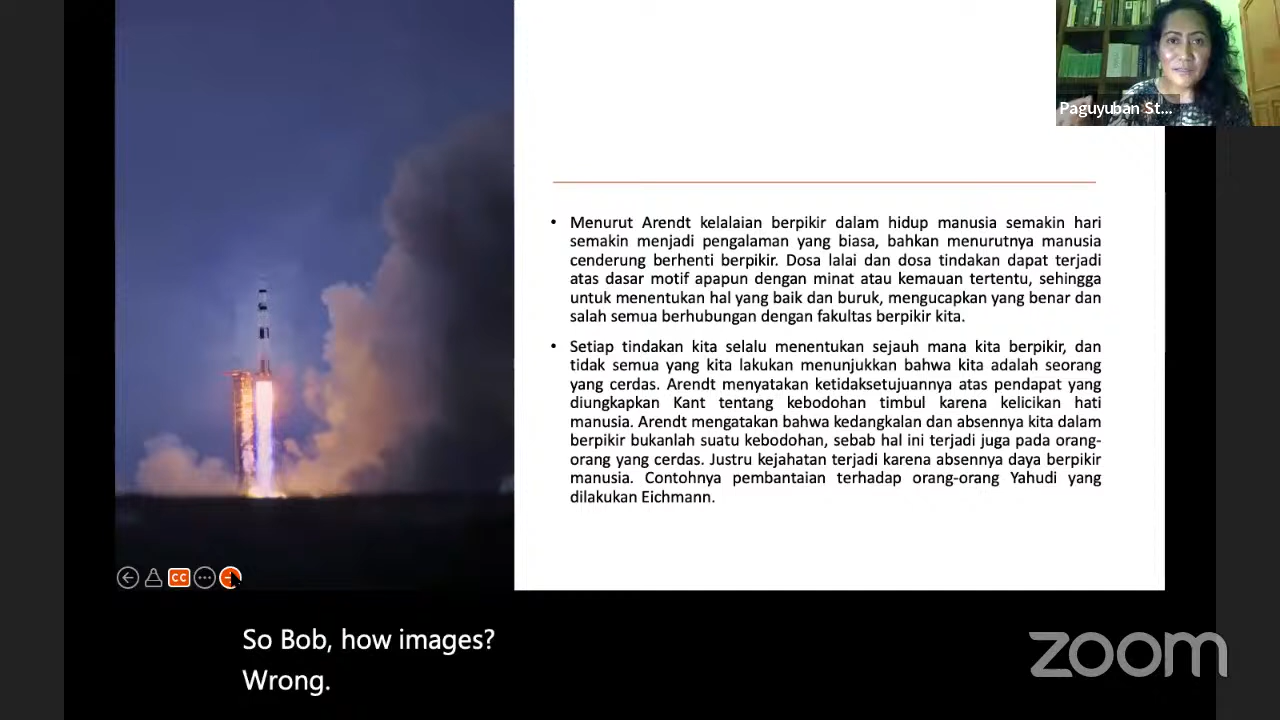 Paguyuban St...
• Menurut Arendt kelalaian berpikir dalam hidup manusia semakin hari
semakin menjadi pengalaman yang biasa, bahkan menurutnya manusia
cenderung berhenti berpikir. Dosa lalai dan dosa tindakan dapat terjadi
atas dasar motif apapun dengan minat atau kemauan tertentu, sehingga
untuk menentukan hal yang baik dan buruk, mengucapkan yang benar dan
salah semua berhubungan dengan fakultas berpikir kita.
• Setiap tindakan kita selalu menentukan sejauh mana kita berpikir, dan
tidak semua yang kita lakukan menunjukkan bahwa kita adalah seorang
yang cerdas. Arendt menyatakan ketidaksetujuannya atas pendapat yang
diungkapkan Kant tentang kebodohan timbul karena kelicikan hati
manusia. Arendt mengatakan bahwa kedangkalan dan absennya kita dalam
berpikir bukanlah suatu kebodohan, sebab hal ini terjadi juga pada orang-
orang yang cerdas. Justru kejahatan terjadi karena absennya daya berpikir
manusia. Contohnya pembantaian terhadap orang-orang Yahudi yang
dilakukan Eichmann.
CC
So Bob, how images?
Wrong.
zoom